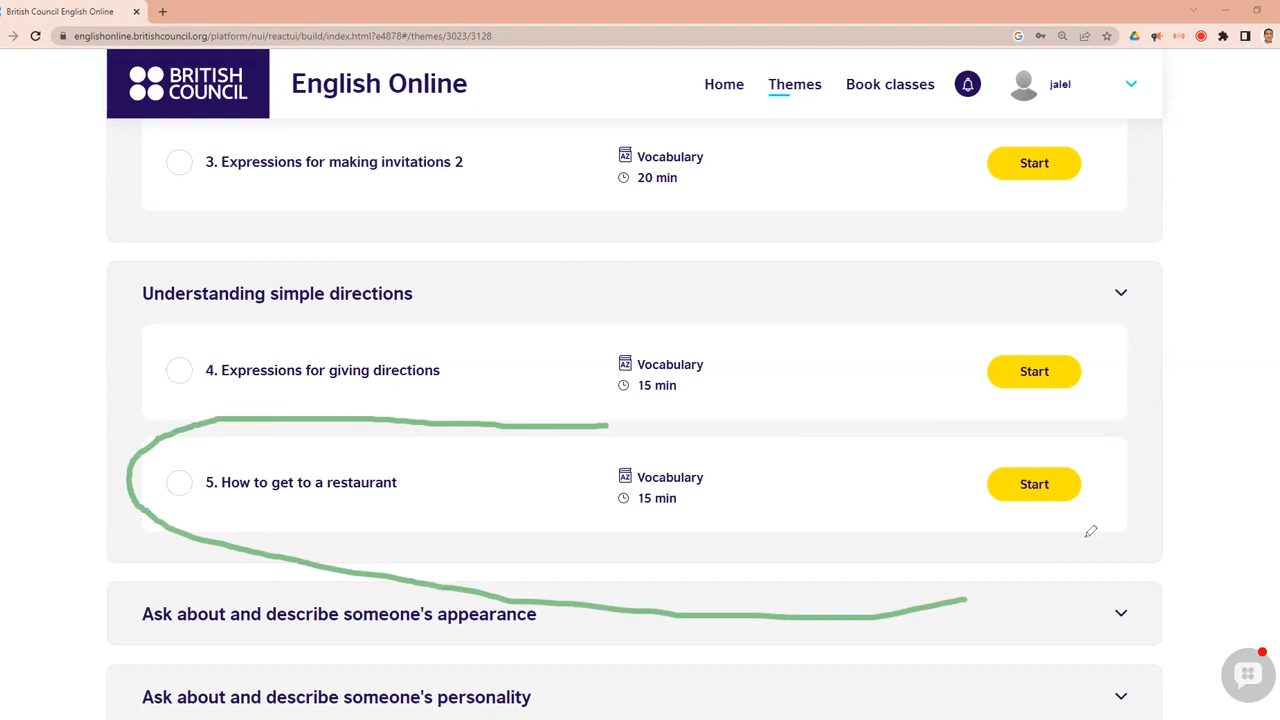 British Council English Online
englishonline.britishcouncil.org/platform/nui/reactui/build/index.html?e4878#/themes/3023/3128
BRITISH
COUNCIL
English Online
Home
Themes
Book classes
jalel
3. Expressions for making invitations 2
Vocabulary
20 min
Start
Understanding simple directions
4. Expressions for giving directions
Vocabulary
15 min
Start
5. How to get to a restaurant
Vocabulary
15 min
Start
Ask about and describe someone's appearance
Ask about and describe someone's personality